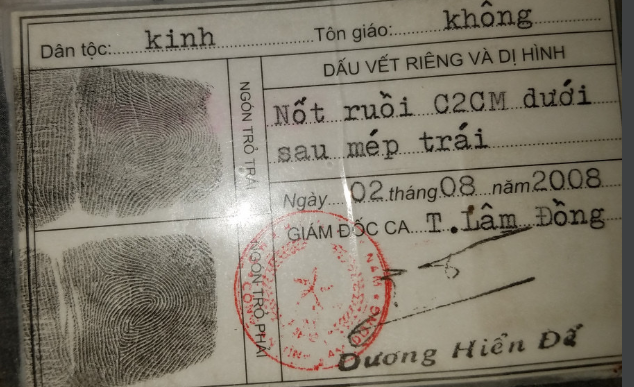 Dân tộc: kinh Tôn giáo: không
DẤU VẾT RIÊNG VÀ DỊ HÌNH
Nốt ruồi C2CM dưới
sau mép trái
Ngày 02 tháng 08 năm 2008
GIÁM ĐỐC CA T.Lâm Đồng
Dương Hiển Đế
NGÓN TRỎ TRÁI
NGÓN TRỎ PHẢI